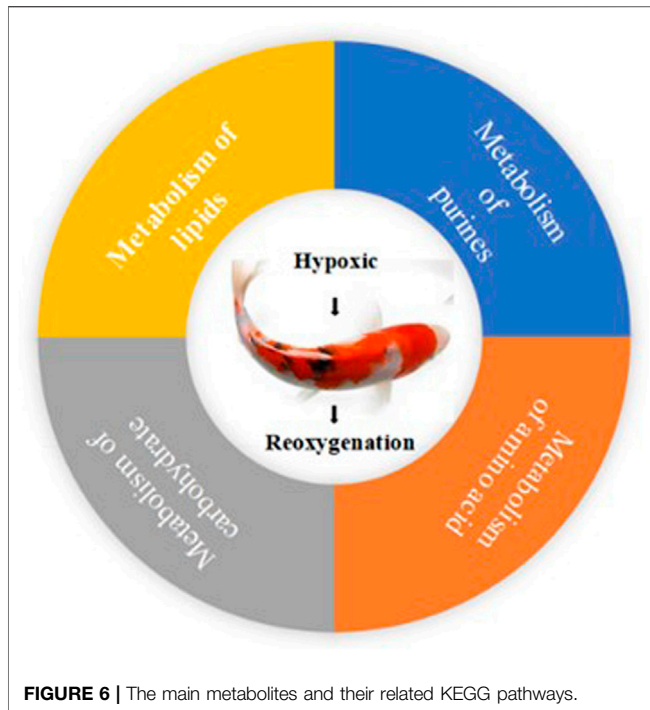 Metabolism of
lipids
Metabolism
of
purines
Hypoxic
↓
↓
Reoxygenation
Metabolism of
carbohydrate
Metabolism
of amino acid
FIGURE 6 | The main metabolites and their related KEGG pathways.